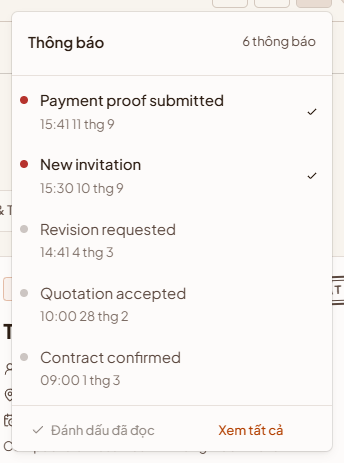 Thông báo
6 thông báo
Payment proof submitted
15:41 11 thg 9
New invitation
15:30 10 thg 9
Revision requested
14:41 4 thg 3
Quotation accepted
10:00 28 thg 2
Contract confirmed
09:00 1 thg 3
Đánh dấu đã đọc
Xem tất cả